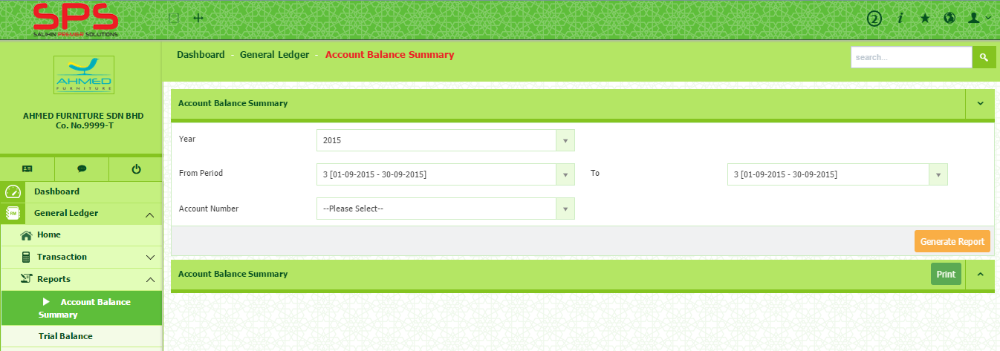 SPS
SALIHIN PREMIER SOLUTIONS
2
i
Dashboard - General Ledger - Account Balance Summary
search...
AHMED
FURNITURE
AHMED FURNITURE SDN BHD
Co. No.9999-T
Dashboard
RM General Ledger
Home
Transaction
Reports
Account Balance
Summary
Trial Balance
Account Balance Summary
Year 2015
From Period 3 [01-09-2015 - 30-09-2015] To 3 [01-09-2015 - 30-09-2015]
Account Number --Please Select--
Generate Report
Account Balance Summary Print